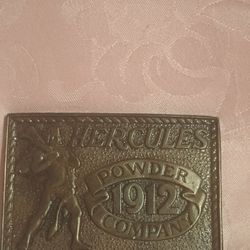 HERCULES
POWDER
1912
COMPANY